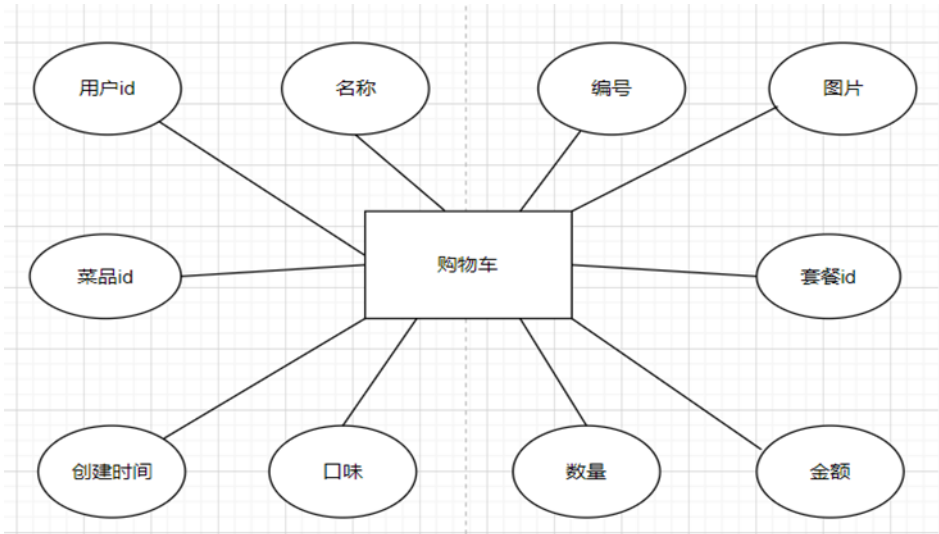 用户id
名称
编号
图片
菜品id
购物车
套餐id
创建时间
口味
数量
金额